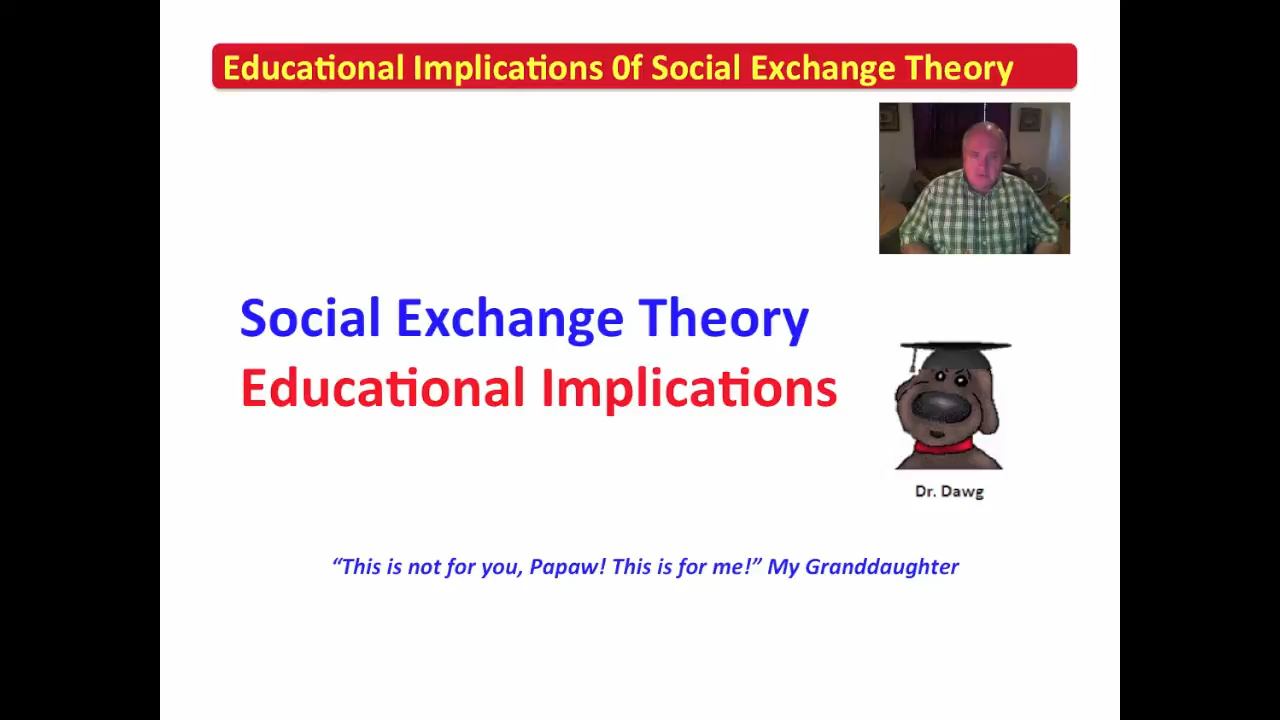 Educational Implications 0f Social Exchange Theory
Social Exchange Theory
Educational Implications
Dr. Dawg
“This is not for you, Papaw! This is for me!” My Granddaughter